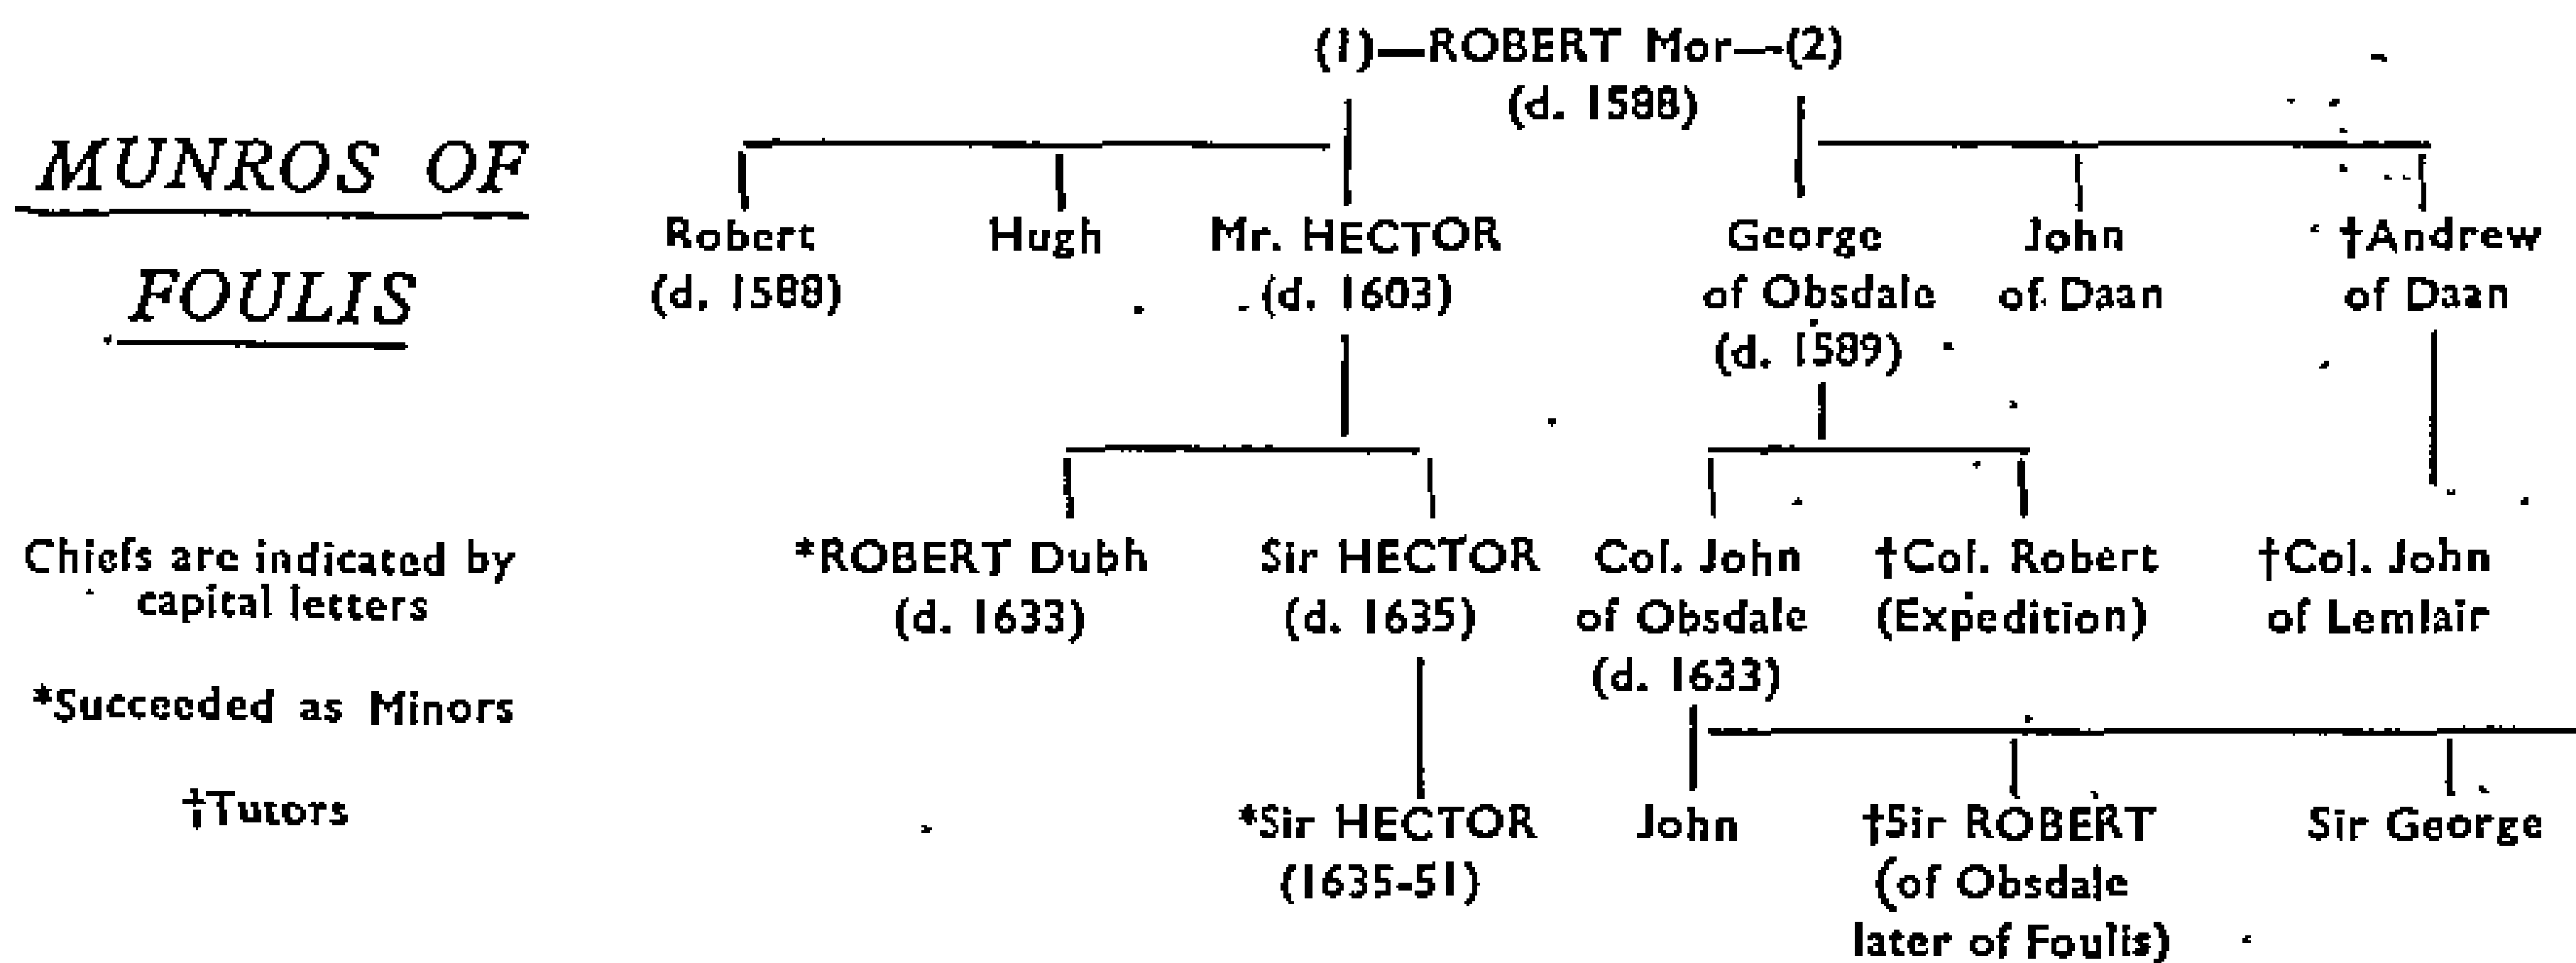 (1)—ROBERT Mor—(2)
(d. 1588)
MUNROS OF
FOULIS
Robert
(d. 1588)
Hugh
Mr. HECTOR
(d. 1603)
George
of Obsdale
(d. 1589)
John
of Daan
†Andrew
of Daan
Chiefs are indicated by
capital letters
*Succeeded as Minors
†Tutors
*ROBERT Dubh
(d. 1633)
Sir HECTOR
(d. 1635)
Col. John
of Obsdale
(d. 1633)
†Col. Robert
(Expedition)
†Col. John
of Lemlair
*Sir HECTOR
(1635-51)
John
†Sir ROBERT
(of Obsdale
later of Foulis)
Sir George